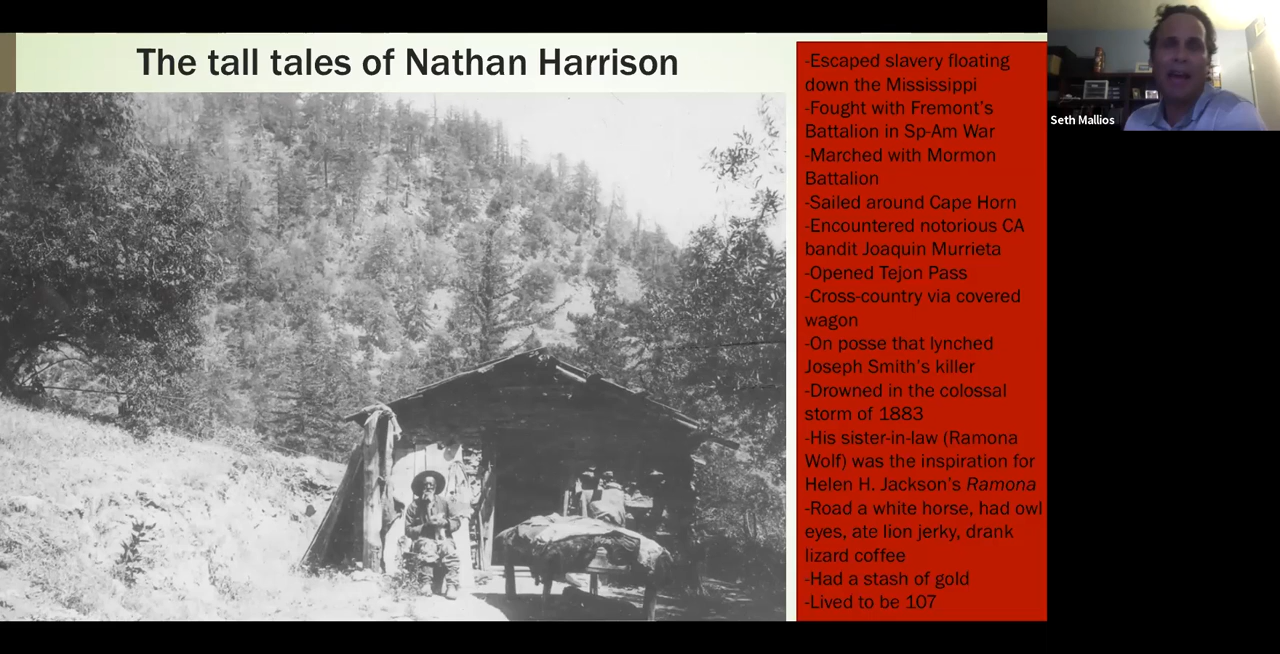 The tall tales of Nathan Harrison
-Escaped slavery floating
down the Mississippi
-Fought with Fremont's
Battalion in Sp-Am War
-Marched with Mormon
Battalion
-Sailed around Cape Horn
-Encountered notorious CA
bandit Joaquin Murrieta
-Opened Tejon Pass
-Cross-country via covered
wagon
-On posse that lynched
Joseph Smith's killer
-Drowned in the colossal
storm of 1883
-His sister-in-law (Ramona
Wolf) was the inspiration for
Helen H. Jackson's Ramona
-Road a white horse, had owl
eyes, ate lion jerky, drank
lizard coffee
-Had a stash of gold
-Lived to be 107
Seth Mallios